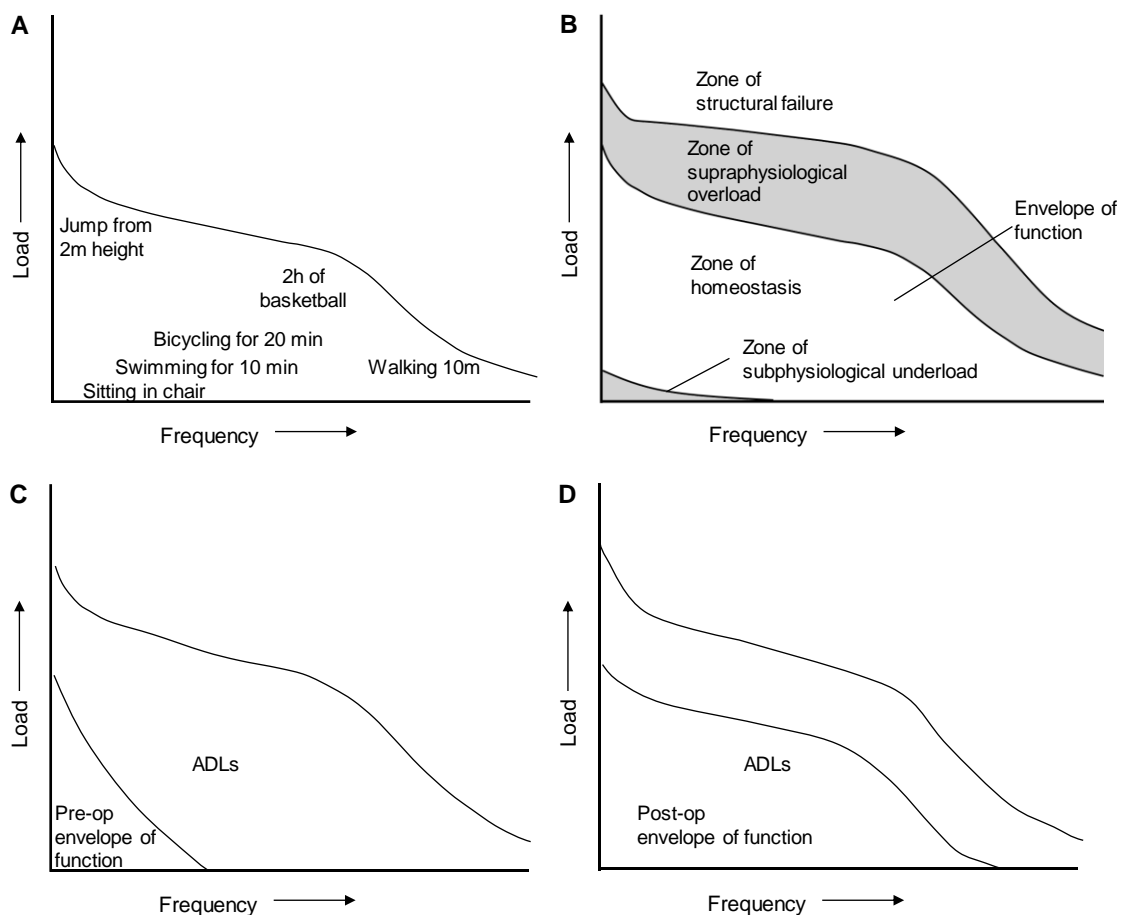 A
Load
Jump from
2m height
2h of
basketball
Bicycling for 20 min
Swimming for 10 min
Walking 10m
Sitting in chair
Frequency
B
Load
Zone of
structural failure
Zone of
supraphysiological
overload
Envelope of
function
Zone of
homeostasis
Zone of
subphysiological underload
Frequency
C
Load
ADLs
Pre-op
envelope of
function
Frequency
D
Load
ADLs
Post-op
envelope of function
Frequency